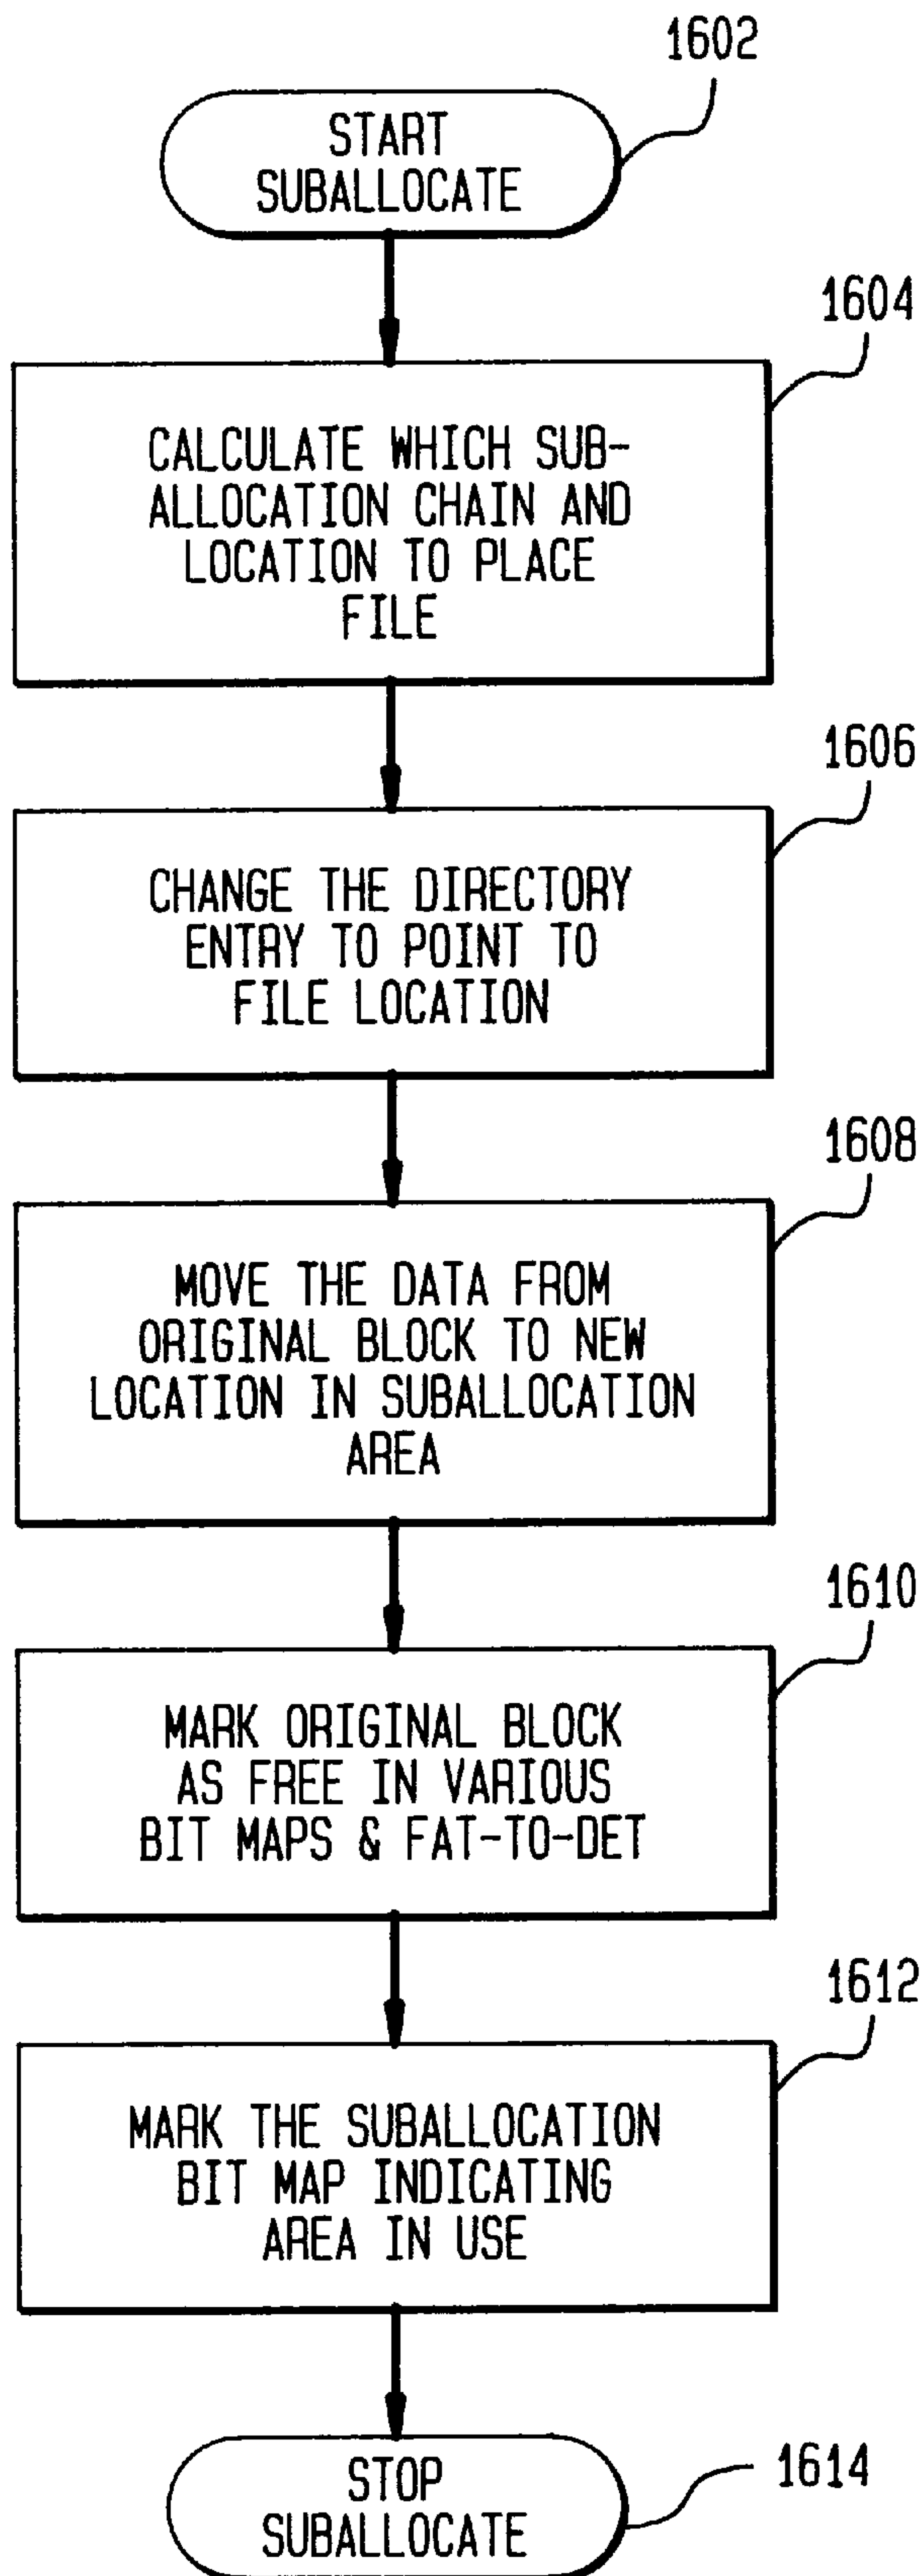 1602
START
SUBALLOCATE
1604
CALCULATE WHICH SUB-
ALLOCATION CHAIN AND
LOCATION TO PLACE
FILE
1606
CHANGE THE DIRECTORY
ENTRY TO POINT TO
FILE LOCATION
1608
MOVE THE DATA FROM
ORIGINAL BLOCK TO NEW
LOCATION IN SUBALLOCATION
AREA
1610
MARK ORIGINAL BLOCK
AS FREE IN VARIOUS
BIT MAPS & FAT-TO-DET
1612
MARK THE SUBALLOCATION
BIT MAP INDICATING
AREA IN USE
STOP
SUBALLOCATE
1614